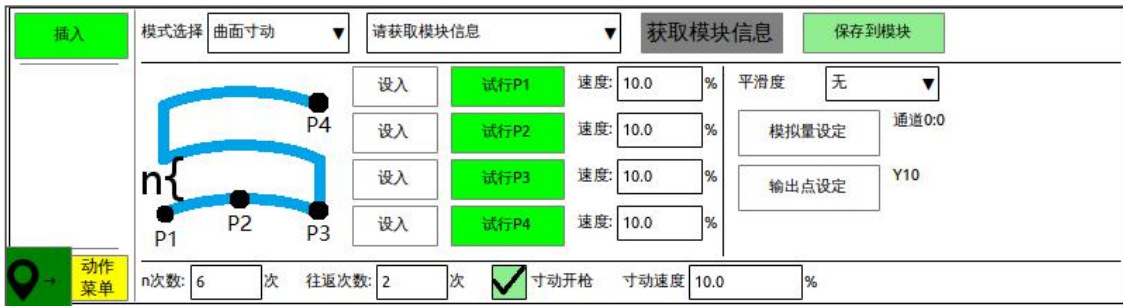 插入
模式选择 曲面寸动 ▼ 请获取模块信息 ▼ 获取模块信息 保存到模块
设入 试行P1 速度: 10.0 % 平滑度 无 ▼
P4
设入 试行P2 速度: 10.0 % 模拟量设定 通道0:0
n{
设入 试行P3 速度: 10.0 % 输出点设定 Y10
P1 P2 P3
设入 试行P4 速度: 10.0 %
→ 动作
菜单
n次数: 6 次 往返次数: 2 次 寸动开枪 寸动速度 10.0 %